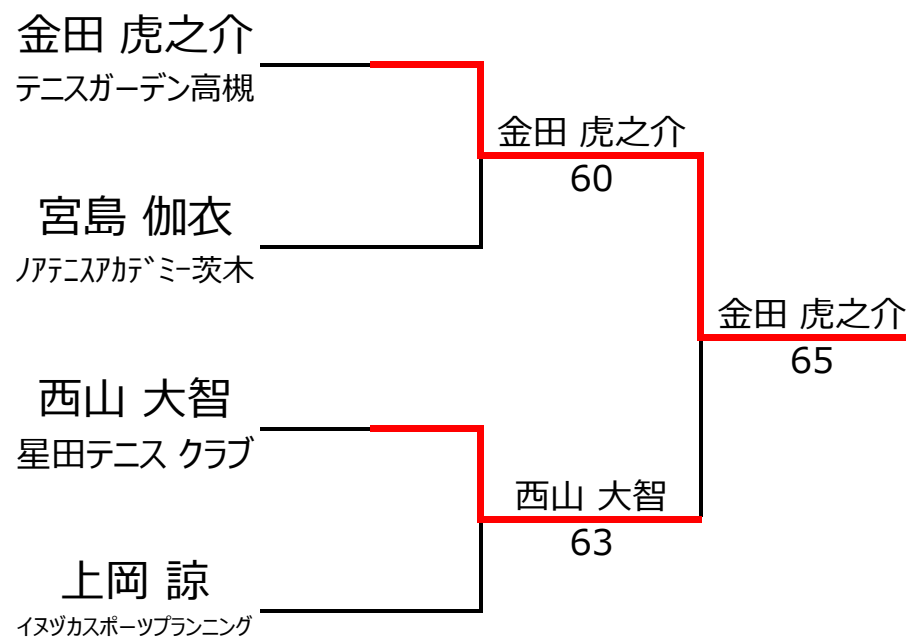 金田 虎之介
テニスガーデン高槻
金田 虎之介
60
宮島 伽衣
ﾉｱﾃﾆｽｱｶﾃﾞﾐｰ茨木
金田 虎之介
65
西山 大智
星田テニス クラブ
西山 大智
63
上岡 諒
イヌヅカスポーツプランニング